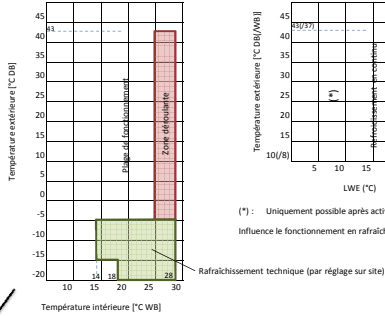 Température extérieure [°C DB]
45
43
40
35
30
25
20
15
10
5
0
-5
-10
-15
-20
Plage de fonctionnement
Zone déroulante
14 18 28
10 15 20 25 30
Température intérieure [°C WB]
Rafraîchissement technique (par réglage sur site)
Température extérieure [°C DB(/WB)]
45
43(/37)
40
35
30
25
20
15
10(/8)
(*)
Refroidissement en continu
5 10 15
LWE (°C)
(*) : Uniquement possible après
Influence le fonctionnement en